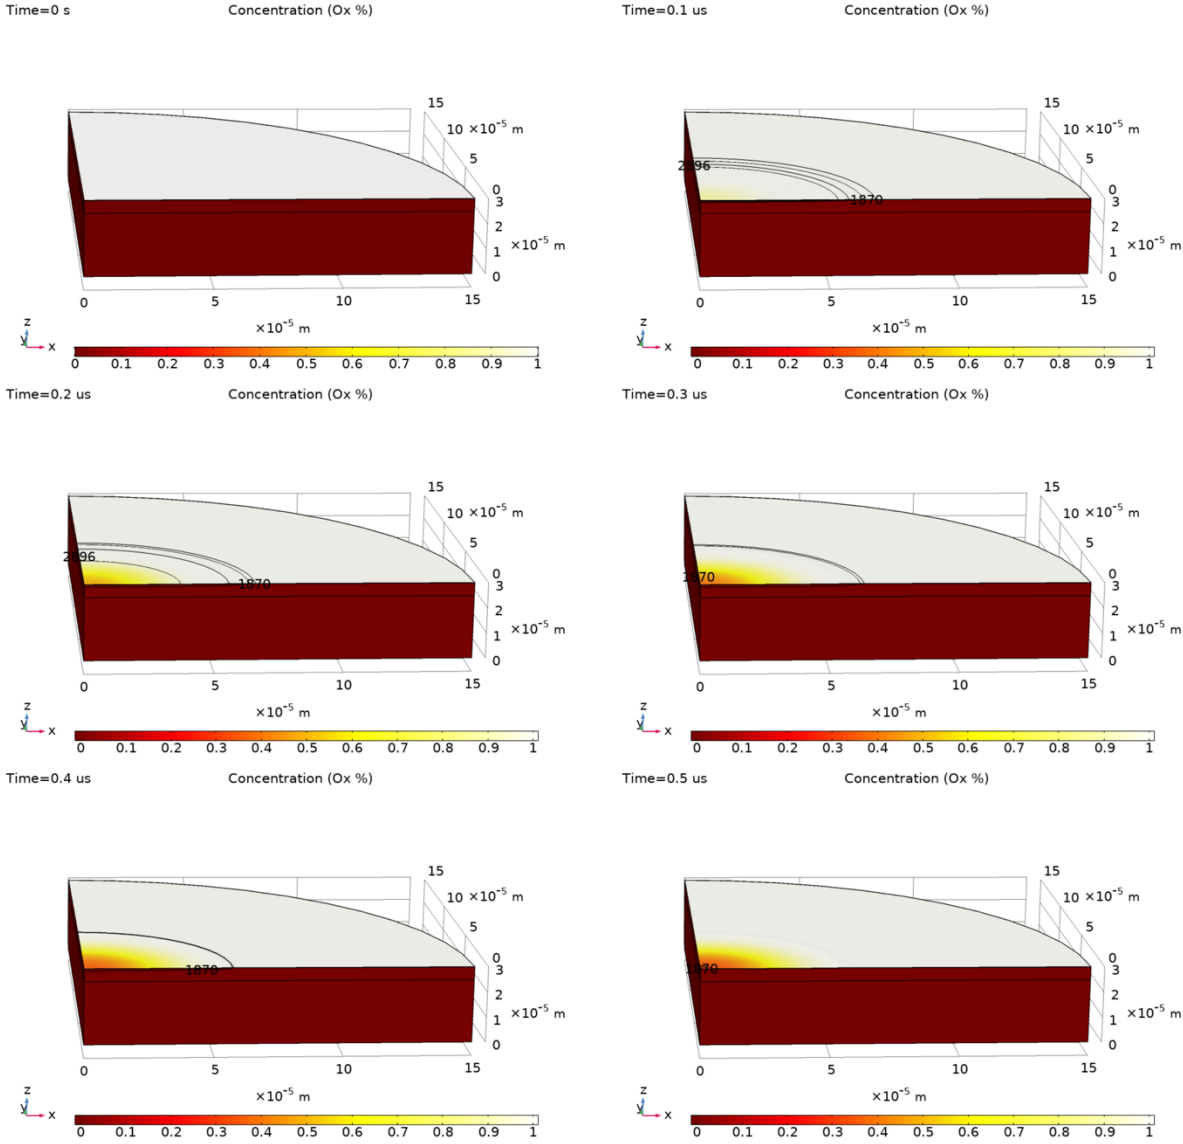 Time=0 s Concentration (Ox %)
15
10 ×10⁻⁵ m
5
0
3
2
1 ×10⁻⁵ m
0
0 5 10 15
×10⁻⁵ m
z
y x
0 0.1 0.2 0.3 0.4 0.5 0.6 0.7 0.8 0.9 1
Time=0.1 us Concentration (Ox %)
15
10 ×10⁻⁵ m
5
2896
0
1870 3
2
1 ×10⁻⁵ m
0
0 5 10 15
×10⁻⁵ m
z
y x
0 0.1 0.2 0.3 0.4 0.5 0.6 0.7 0.8 0.9 1
Time=0.2 us Concentration (Ox %)
15
10 ×10⁻⁵ m
5
2896
0
1870 3
2
1 ×10⁻⁵ m
0
0 5 10 15
×10⁻⁵ m
z
y x
0 0.1 0.2 0.3 0.4 0.5 0.6 0.7 0.8 0.9 1
Time=0.3 us Concentration (Ox %)
15
10 ×10⁻⁵ m
5
1870 0
3
2
1 ×10⁻⁵ m
0
0 5 10 15
×10⁻⁵ m
z
y x
0 0.1 0.2 0.3 0.4 0.5 0.6 0.7 0.8 0.9 1
Time=0.4 us Concentration (Ox %)
15
10 ×10⁻⁵ m
5
0
1870 3
2
1 ×10⁻⁵ m
0
0 5 10 15
×10⁻⁵ m
z
y x
0 0.1 0.2 0.3 0.4 0.5 0.6 0.7 0.8 0.9 1
Time=0.5 us Concentration (Ox %)
15
10 ×10⁻⁵ m
5
0
1870 3
2
1 ×10⁻⁵ m
0
0 5 10 15
×10⁻⁵ m
z
y x
0 0.1 0.2 0.3 0.4 0.5 0.6 0.7 0.8 0.9 1